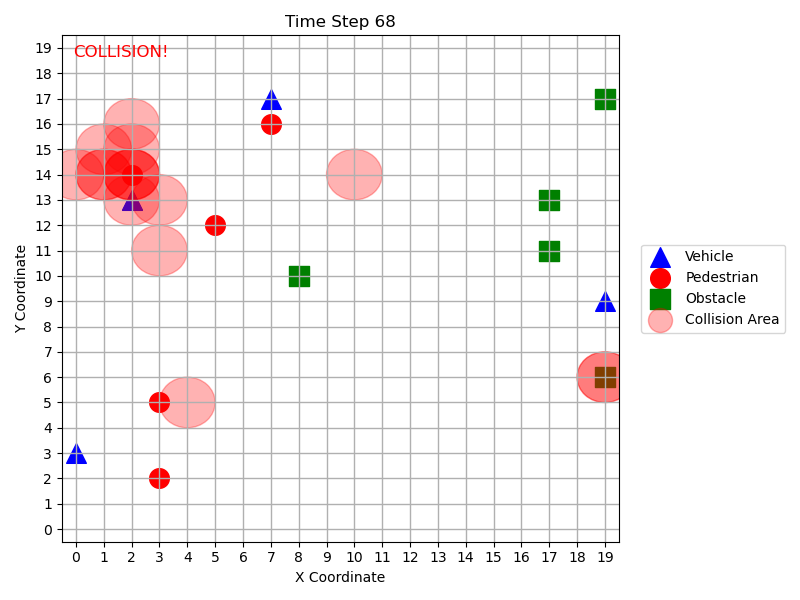 Time Step 68
COLLISION!
19
18
17
16
15
14
13
12
11
10
9
8
7
6
5
4
3
2
1
0
Y Coordinate
0 1 2 3 4 5 6 7 8 9 10 11 12 13 14 15 16 17 18 19
X Coordinate
Vehicle
Pedestrian
Obstacle
Collision Area